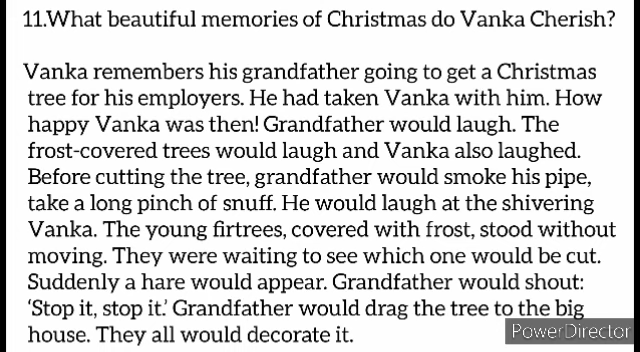 11.What beautiful memories of Christmas do Vanka Cherish?
Vanka remembers his grandfather going to get a Christmas
tree for his employers. He had taken Vanka with him. How
happy Vanka was then! Grandfather would laugh. The
frost-covered trees would laugh and Vanka also laughed.
Before cutting the tree, grandfather would smoke his pipe,
take a long pinch of snuff. He would laugh at the shivering
Vanka. The young firtrees, covered with frost, stood without
moving. They were waiting to see which one would be cut.
Suddenly a hare would appear. Grandfather would shout:
‘Stop it, stop it.’ Grandfather would drag the tree to the big
house. They all would decorate it.
PowerDirector